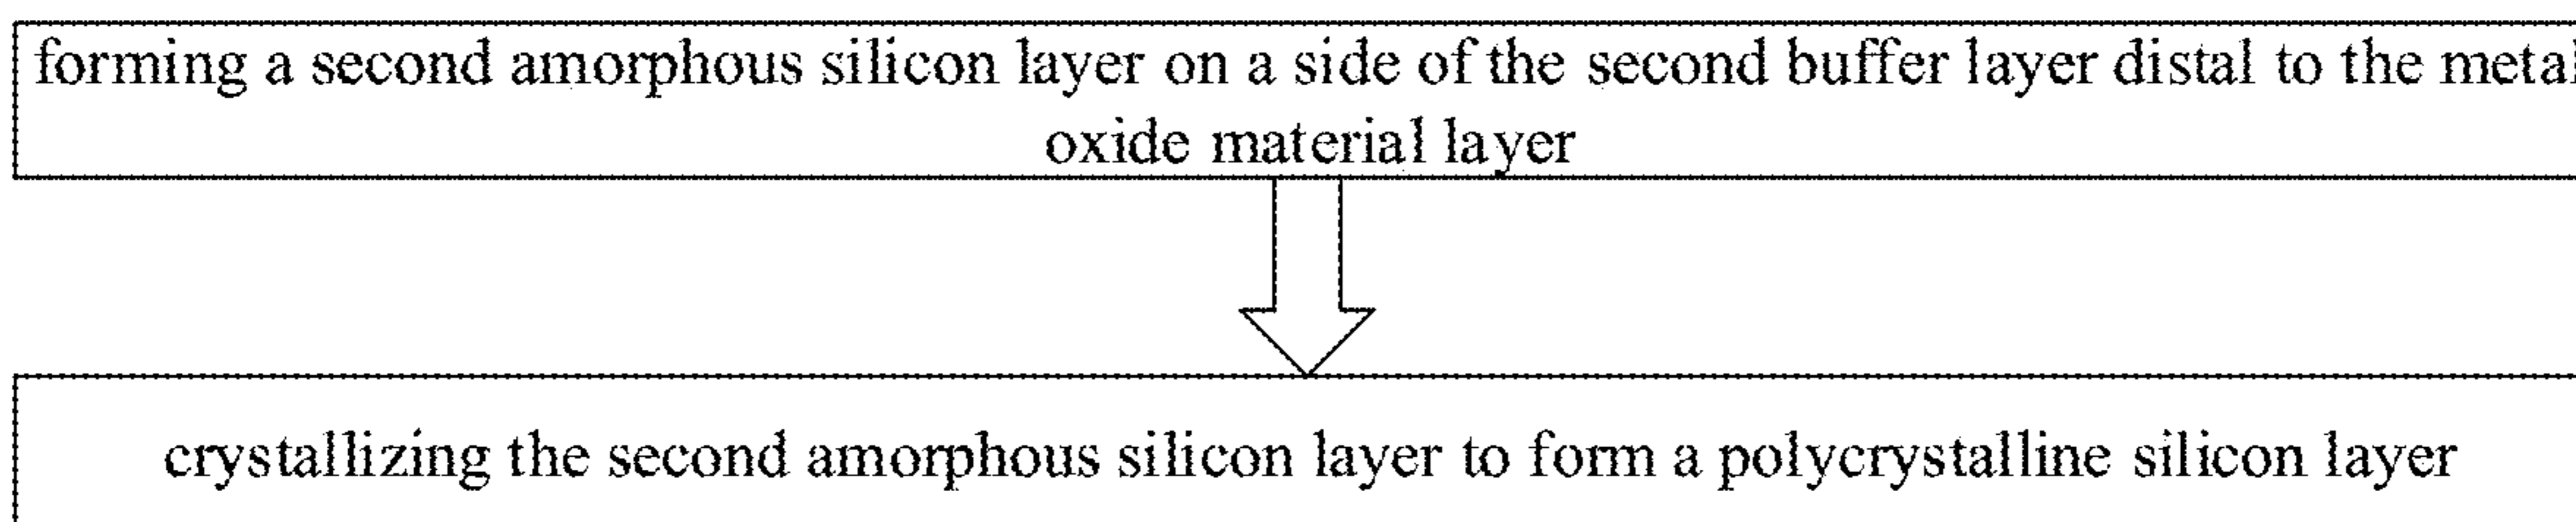 forming a second amorphous silicon layer on a side of the second buffer layer distal to the metal
oxide material layer
crystallizing the second amorphous silicon layer to form a polycrystalline silicon layer